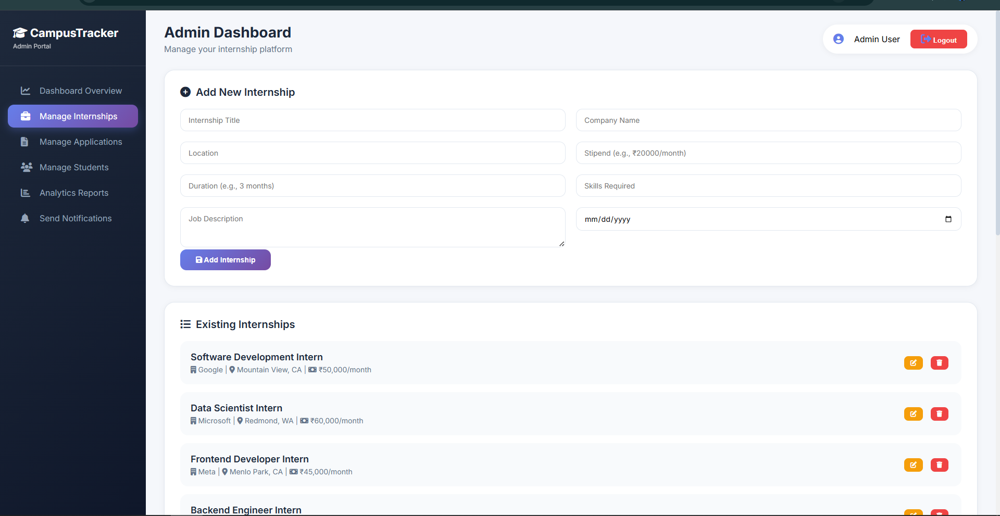 CampusTracker
Admin Portal
Dashboard Overview
Manage Internships
Manage Applications
Manage Students
Analytics Reports
Send Notifications
Admin Dashboard
Manage your internship platform
Admin User
Logout
Add New Internship
Internship Title
Company Name
Location
Stipend (e.g., ₹20000/month)
Duration (e.g., 3 months)
Skills Required
Job Description
mm/dd/yyyy
Add Internship
Existing Internships
Software Development Intern
Google | Mountain View, CA | ₹50,000/month
Data Scientist Intern
Microsoft | Redmond, WA | ₹60,000/month
Frontend Developer Intern
Meta | Menlo Park, CA | ₹45,000/month
Backend Engineer Intern